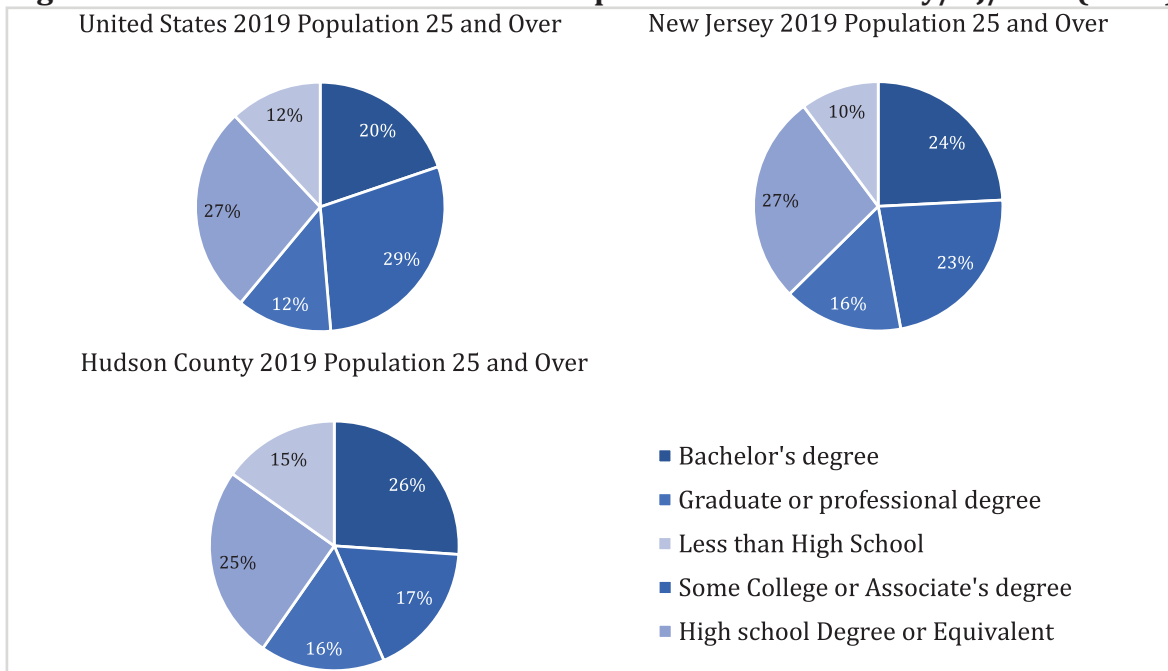 United States 2019 Population 25 and Over
12%
20%
27%
29%
12%
New Jersey 2019 Population 25 and Over
10%
24%
27%
23%
16%
Hudson County 2019 Population 25 and Over
15%
26%
25%
17%
16%
Bachelor's degree
Graduate or professional degree
Less than High School
Some College or Associate's degree
High school Degree or Equivalent